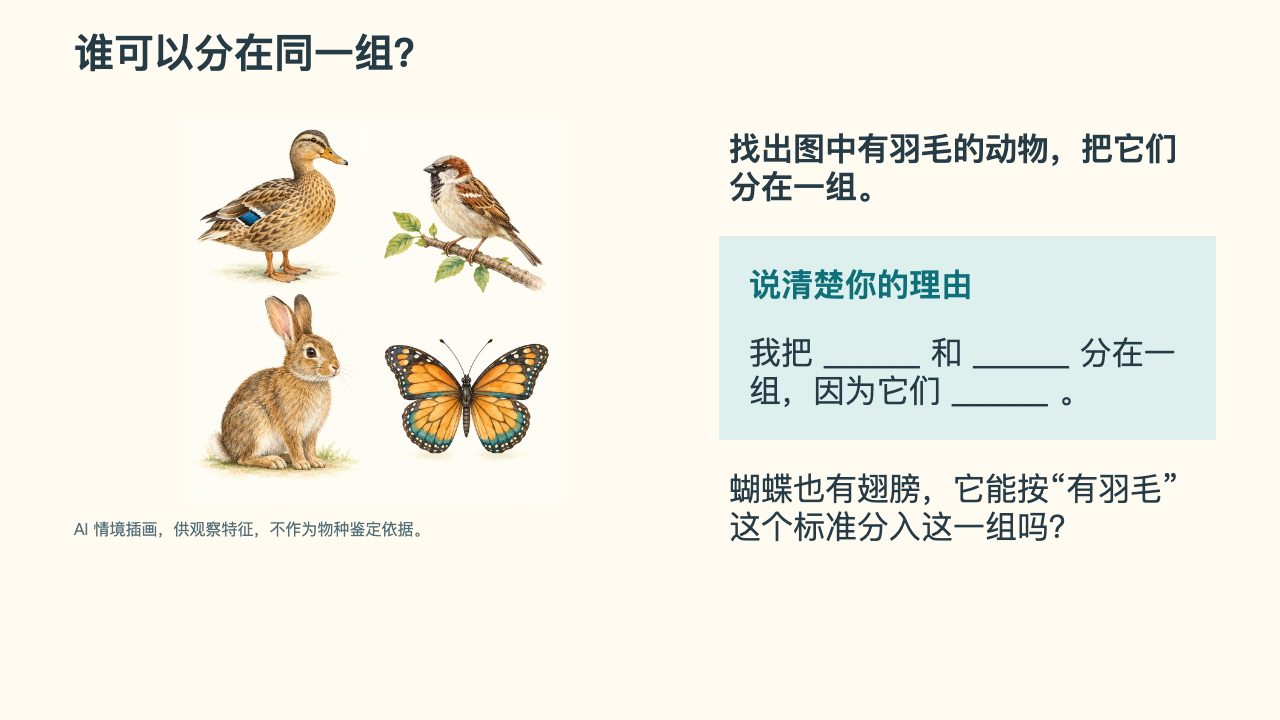 谁可以分在同一组？
找出图中有羽毛的动物，把它们
分在一组。
说清楚你的理由
我把 ______ 和 ______ 分在一
组，因为它们 ______ 。
蝴蝶也有翅膀，它能按“有羽毛”
这个标准分入这一组吗？
AI 情境插画，供观察特征，不作为物种鉴定依据。